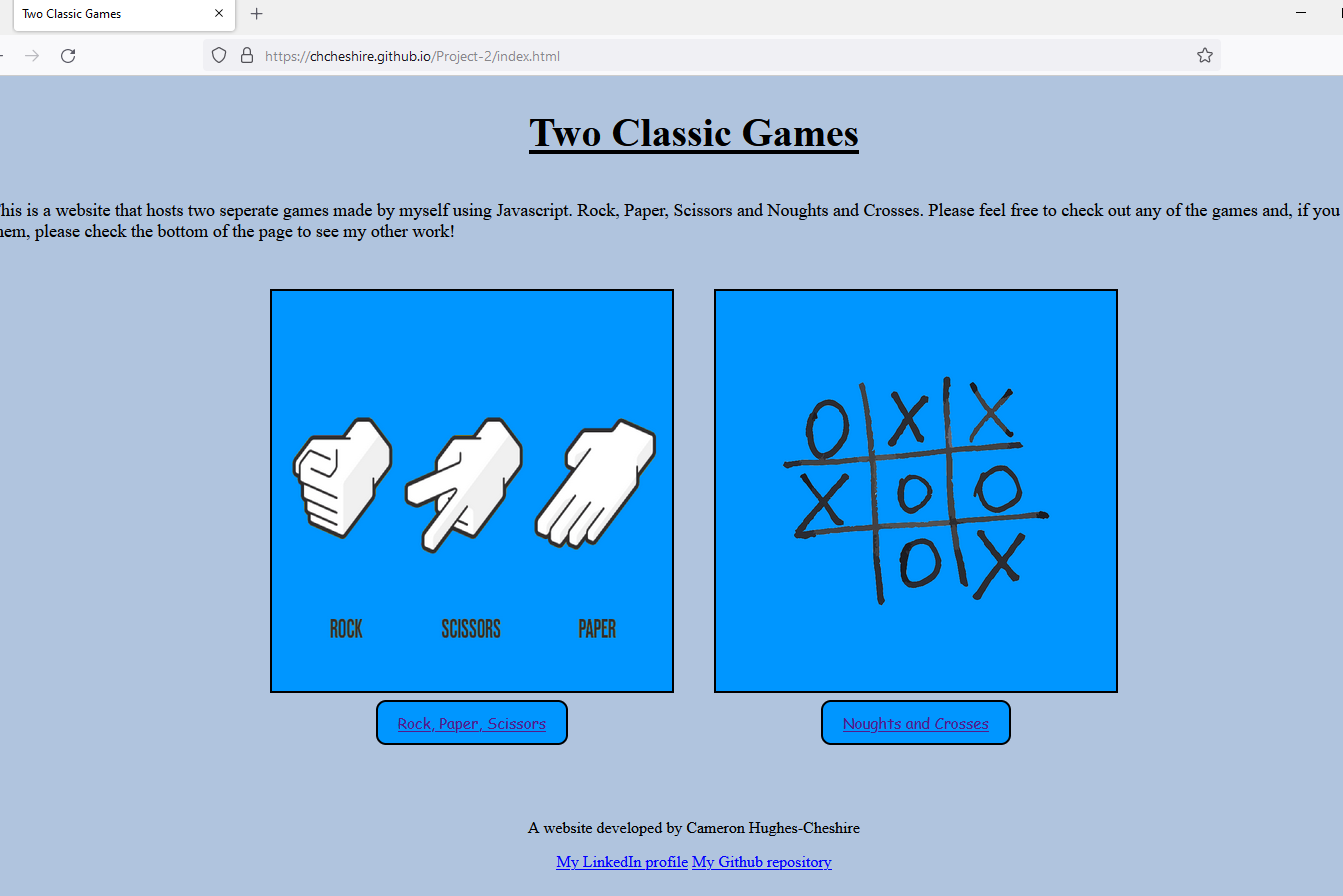 Two Classic Games
https://chcheshire.github.io/Project-2/index.html
Two Classic Games
his is a website that hosts two seperate games made by myself using Javascript. Rock, Paper, Scissors and Noughts and Crosses. Please feel free to check out any of the games and, if you
em, please check the bottom of the page to see my other work!
O X X
X O O
O X
ROCK SCISSORS PAPER
Rock, Paper, Scissors Noughts and Crosses
A website developed by Cameron Hughes-Cheshire
My LinkedIn profile My Github repository